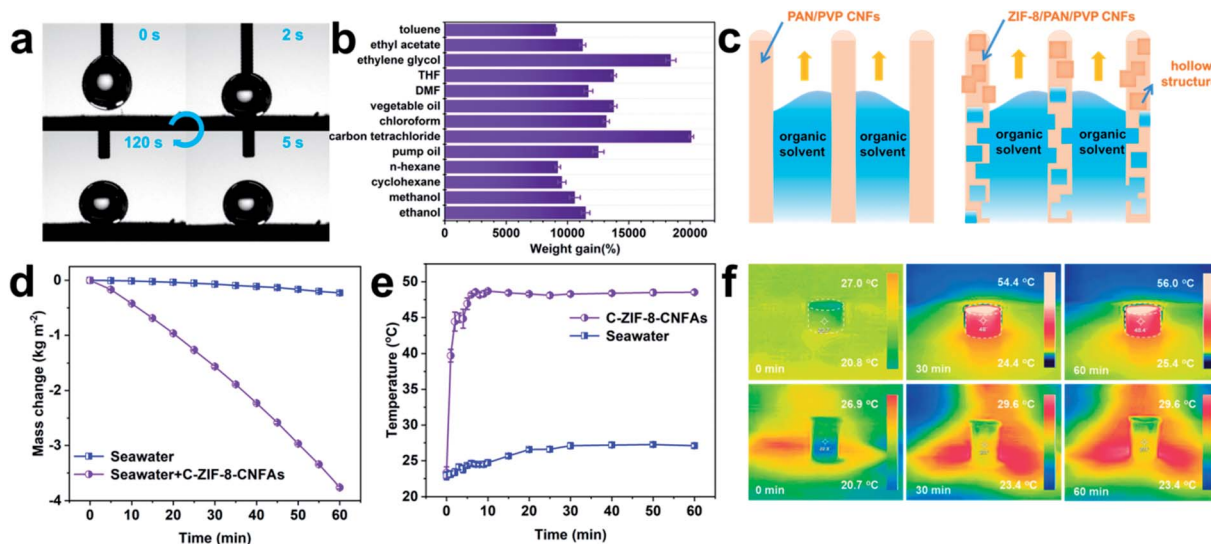 a
0 s
2 s
120 s
5 s
b
toluene
ethyl acetate
ethylene glycol
THF
DMF
vegetable oil
chloroform
carbon tetrachloride
pump oil
n-hexane
cyclohexane
methanol
ethanol
0 5000 10000 15000 20000
Weight gain(%)
c
PAN/PVP CNFs
ZIF-8/PAN/PVP CNFs
hollow
structure
organic
solvent
organic
solvent
organic
solvent
organic
solvent
d
Mass change (kg m-2)
0
-1
-2
-3
-4
Seawater
Seawater+C-ZIF-8-CNFAs
0 10 20 30 40 50 60
Time (min)
e
Temperature (°C)
55
50
45
40
35
30
25
20
C-ZIF-8-CNFAs
Seawater
0 10 20 30 40 50 60
Time (min)
f
27.0 °C
20.8 °C
0 min
54.4 °C
24.4 °C
30 min
56.0 °C
25.4 °C
60 min
26.9 °C
20.7 °C
0 min
29.6 °C
23.4 °C
30 min
29.6 °C
23.4 °C
60 min